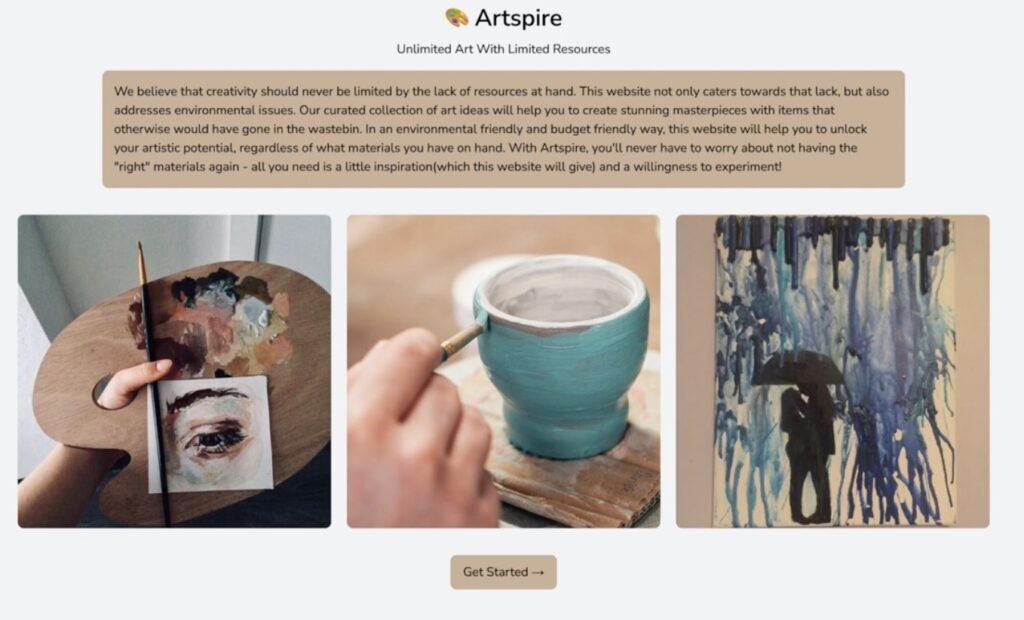 🎨 Artspire
Unlimited Art With Limited Resources
We believe that creativity should never be limited by the lack of resources at hand. This website not only caters towards that lack, but also
addresses environmental issues. Our curated collection of art ideas will help you to create stunning masterpieces with items that
otherwise would have gone in the wastebin. In an environmental friendly and budget friendly way, this website will help you to unlock
your artistic potential, regardless of what materials you have on hand. With Artspire, you'll never have to worry about not having the
"right" materials again - all you need is a little inspiration(which this website will give) and a willingness to experiment!
Get Started →